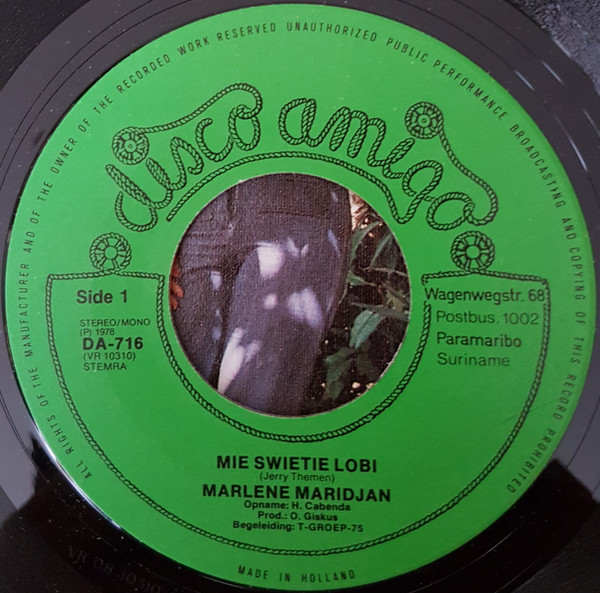 ALL RIGHTS OF THE MANUFACTURER AND OF THE OWNER OF THE RECORDED WORK RESERVED UNAUTHORIZED PUBLIC PERFORMANCE BROADCASTING AND COPYING OF THIS RECORD PROHIBITED
disco amigo
Side 1
STEREO/MONO
(P) 1978
DA-716
(VR 10310)
STEMRA
Wagenwegstr. 68
Postbus. 1002
Paramaribo
Suriname
MIE SWIETIE LOBI
(Jerry Themen)
MARLENE MARIDJAN
Opname: H. Cabenda
Prod.: O. Giskus
Begeleiding: T-GROEP-75
MADE IN HOLLAND